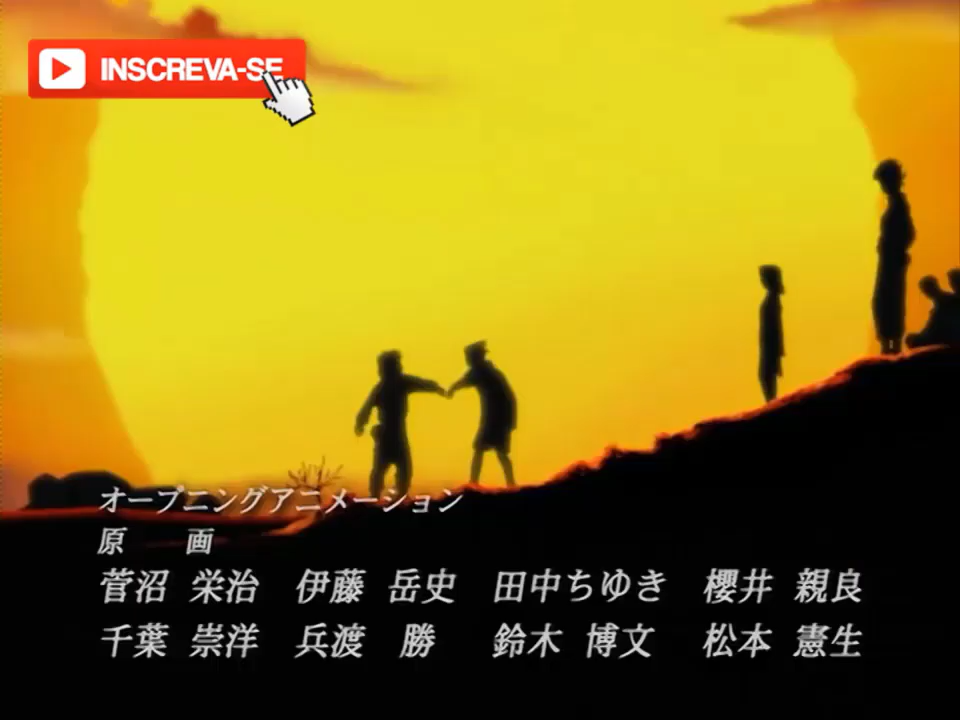 INSCREVA-SE
オープニングアニメーション
原　画
菅沼 栄治　伊藤 岳史　田中ちゆき　櫻井 親良
千葉 崇洋　兵渡 勝　鈴木 博文　松本 憲生